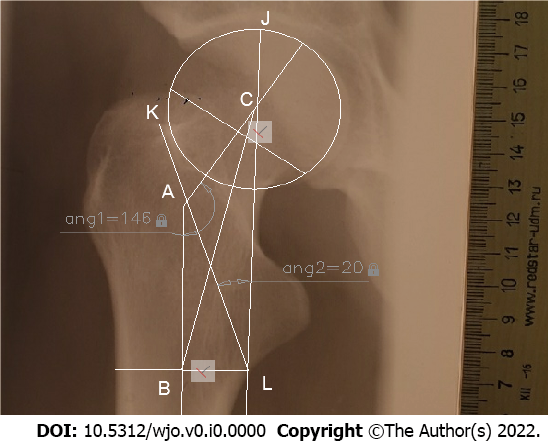 J
C
K
A
ang1=146
ang2=20
B
L
18
17
16
15
14
13
12
11
10
9
8
7
www.registar-udm.ru
DOI: 10.5312/wjo.v0.i0.0000 Copyright ©The Author(s) 2022.